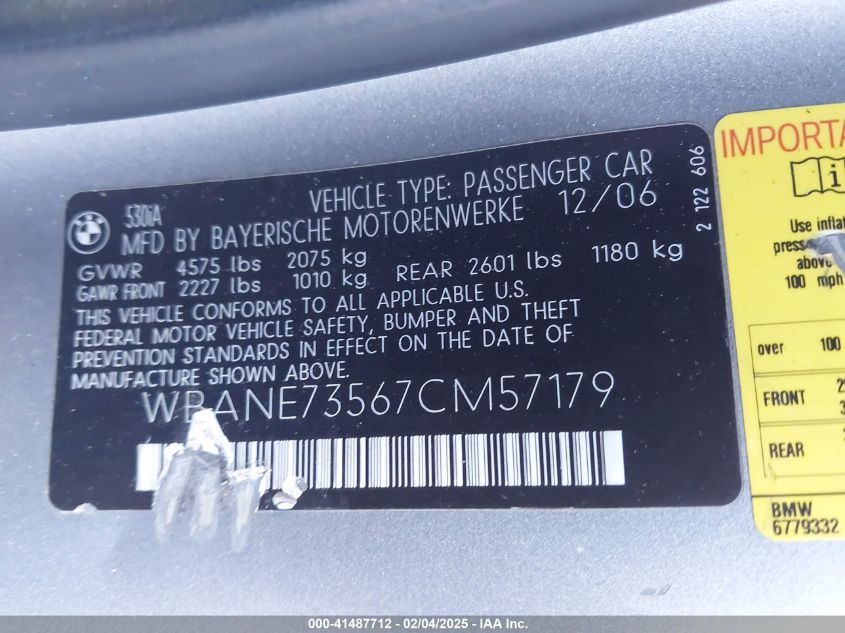 BMW
530iA
VEHICLE TYPE: PASSENGER CAR
MFD BY BAYERISCHE MOTORENWERKE 12/06
GVWR 4575 lbs 2075 kg
GAWR FRONT 2227 lbs 1010 kg REAR 2601 lbs 1180 kg
THIS VEHICLE CONFORMS TO ALL APPLICABLE U.S.
FEDERAL MOTOR VEHICLE SAFETY, BUMPER AND THEFT
PREVENTION STANDARDS IN EFFECT ON THE DATE OF
MANUFACTURE SHOWN ABOVE.
WBANE73567CM57179
2 122 606
IMPORTA
i
Use inflat
press
above
100 mph
over 100
FRONT
REAR
BMW
6779332
000-41487712 - 02/04/2025 - IAA Inc.